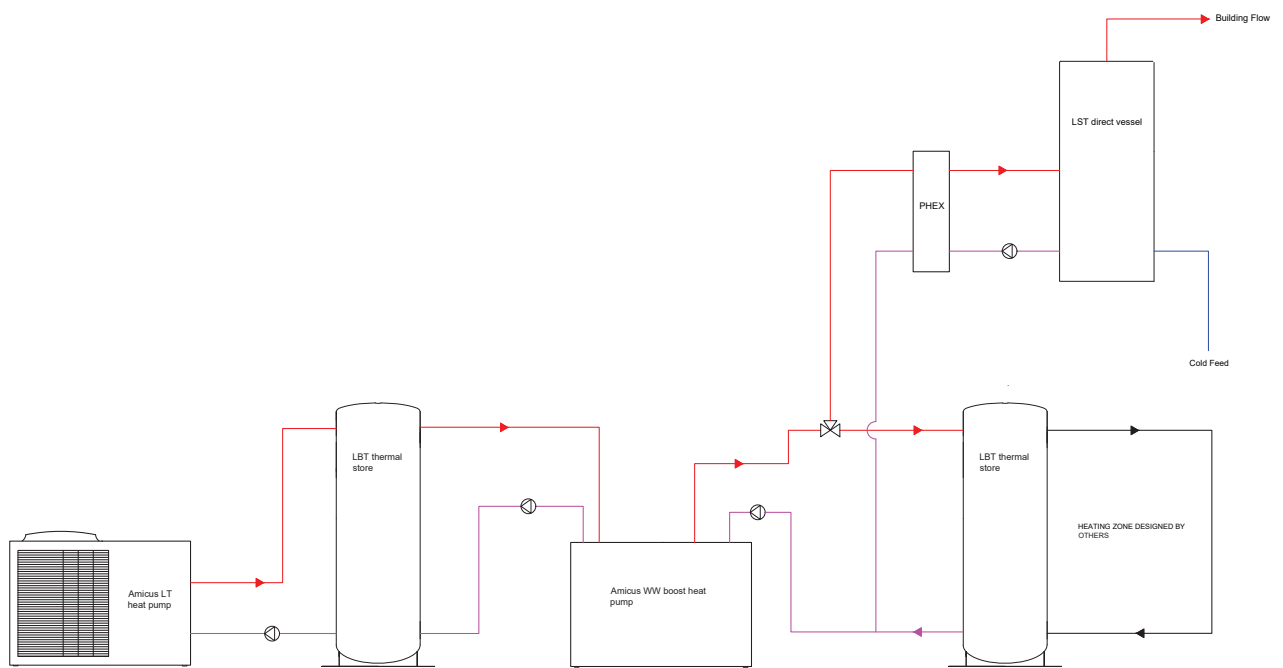 Building Flow
LST direct vessel
PHEX
Cold Feed
LBT thermal
store
LBT thermal
store
HEATING ZONE DESIGNED BY
OTHERS
Amicus LT
heat pump
Amicus WW boost heat
pump